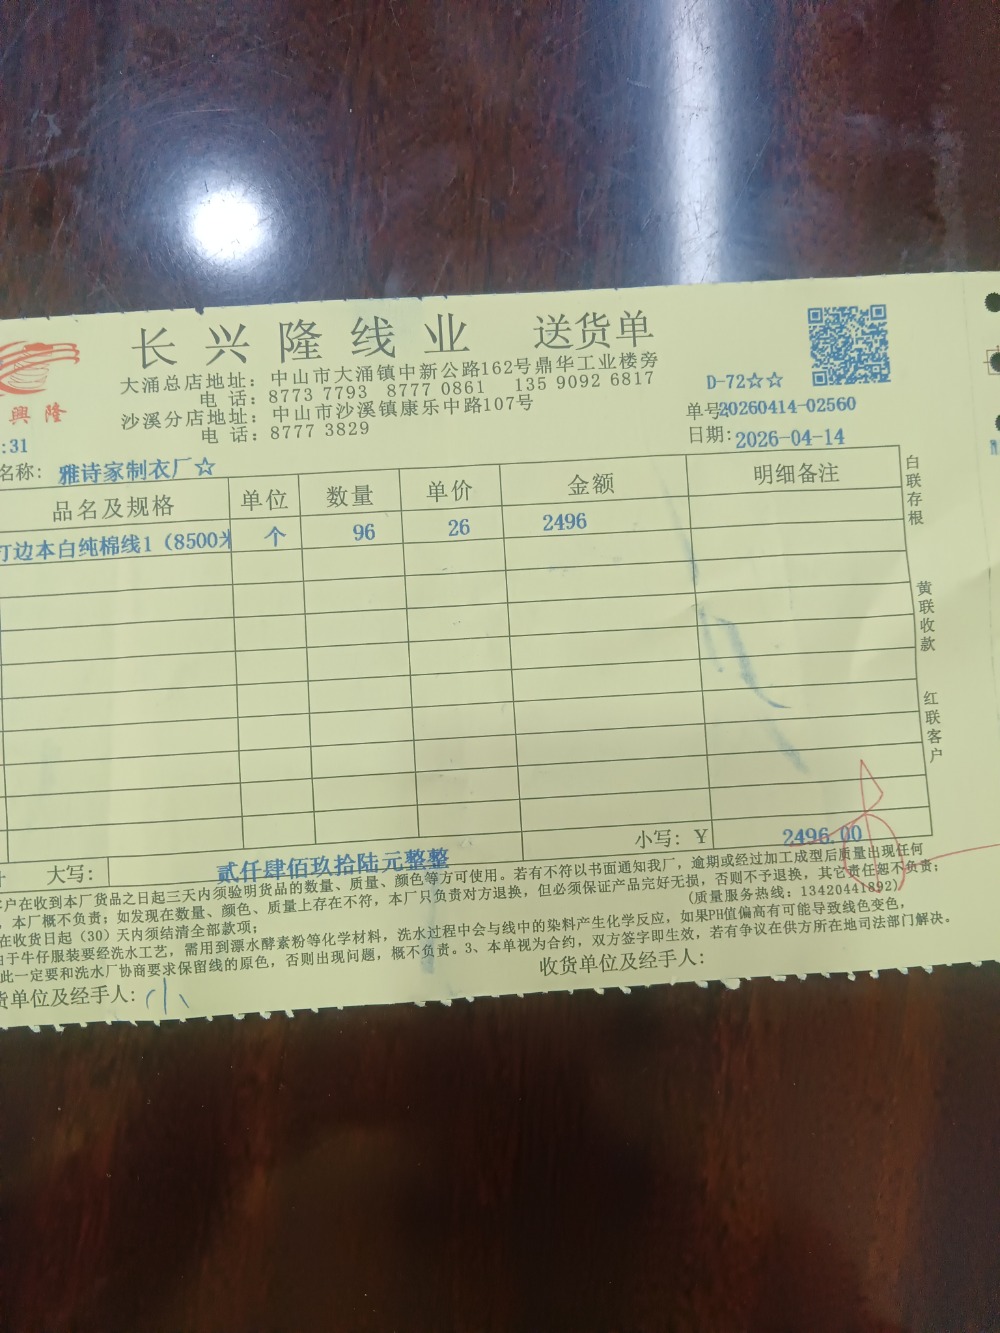 长兴隆线业 送货单
大涌总店地址：中山市大涌镇中新公路162号鼎华工业楼旁
电 话：8773 7793 8777 0861 135 9092 6817
沙溪分店地址：中山市沙溪镇康乐中路107号
电 话：8777 3829
興隆
D-72☆☆
单号:20260414-02560
日期: 2026-04-14
:31
名称: 雅诗家制衣厂☆
品名及规格 单位 数量 单价 金额 明细备注
打边本白纯棉线1（8500米 个 96 26 2496
白联存根
黄联收款
红联客户
大写: 贰仟肆佰玖拾陆元整整 小写: ¥ 2496.00
客户在收到本厂货品之日起三天内须验明货品的数量、质量、颜色等方可使用。若有不符以书面通知我厂，逾期或经过加工成型后质量出现任何
，本厂概不负责；如发现在数量、颜色、质量上存在不符，本厂只负责对方退换，但必须保证产品完好无损，否则不予退换，其它责任恕不负责；
在收货日起（30）天内须结清全部款项； (质量服务热线：13420441892)
由于牛仔服装要经洗水工艺，需用到漂水酵素粉等化学材料，洗水过程中会与线中的染料产生化学反应，如果PH值偏高有可能导致线色变色，
此一定要和洗水厂协商要求保留线的原色，否则出现问题，概不负责。3、本单视为合约，双方签字即生效，若有争议在供方所在地司法部门解决。
货单位及经手人: 收货单位及经手人: